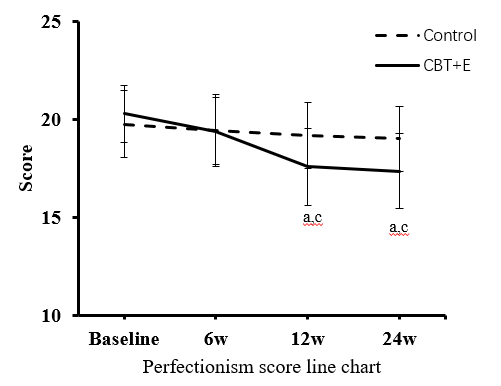 25
Control
CBT+E
20
Score
15
a,c
a,c
10
Baseline 6w 12w 24w
Perfectionism score line chart